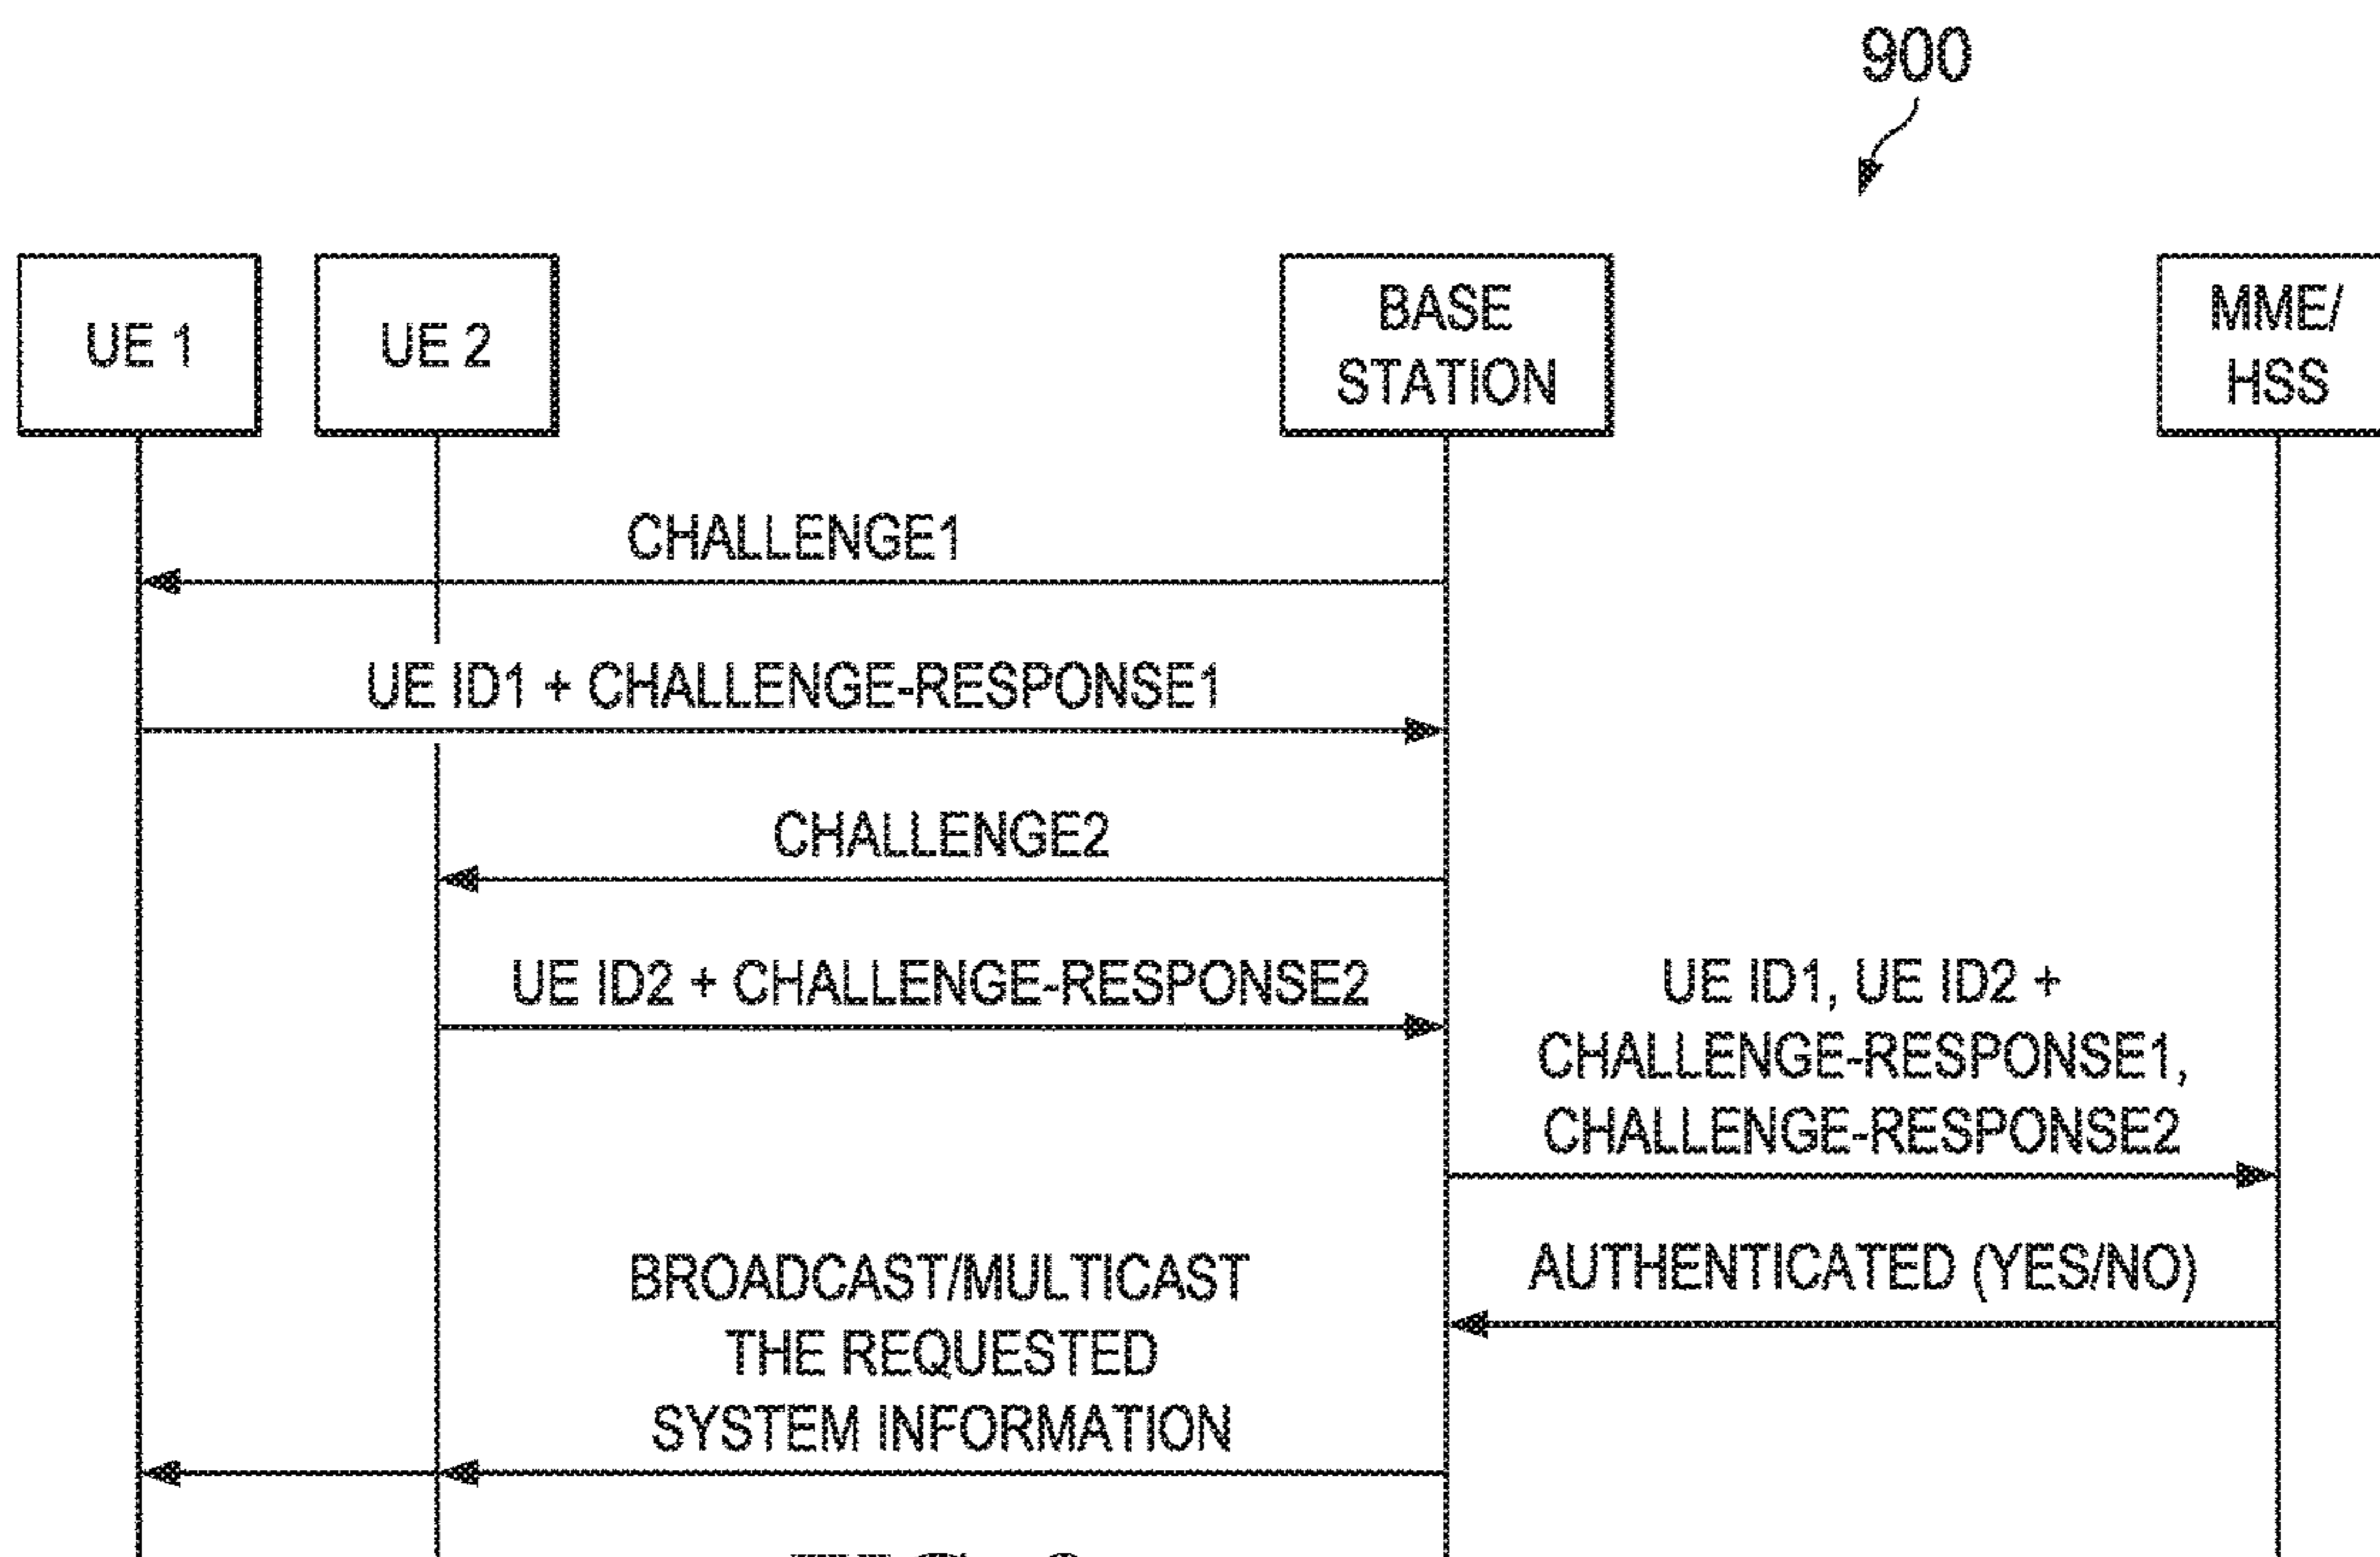 900
UE 1
UE 2
BASE
STATION
MME/
HSS
CHALLENGE1
UE ID1 + CHALLENGE-RESPONSE1
CHALLENGE2
UE ID2 + CHALLENGE-RESPONSE2
UE ID1, UE ID2 +
CHALLENGE-RESPONSE1,
CHALLENGE-RESPONSE2
AUTHENTICATED (YES/NO)
BROADCAST/MULTICAST
THE REQUESTED
SYSTEM INFORMATION